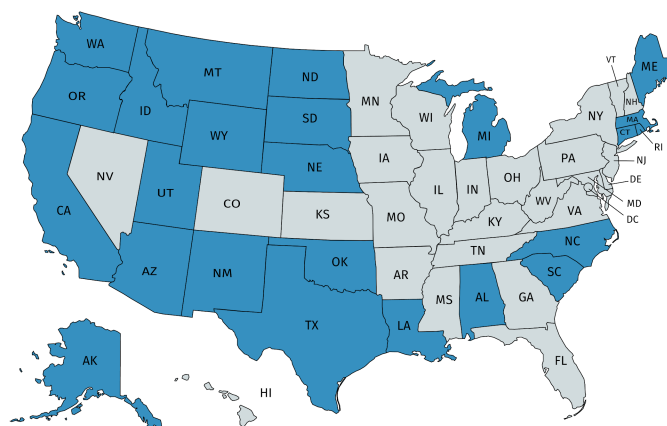 WA
ME
VT
MT
ND
OR
MN
NH
ID
WI
NY
MA
SD
CT
WY
MI
RI
IA
PA
NJ
NE
NV
OH
UT
IL
IN
DE
CO
WV
MD
CA
KS
MO
VA
DC
KY
NC
TN
AZ
NM
OK
SC
AR
MS
AL
GA
TX
LA
AK
FL
HI